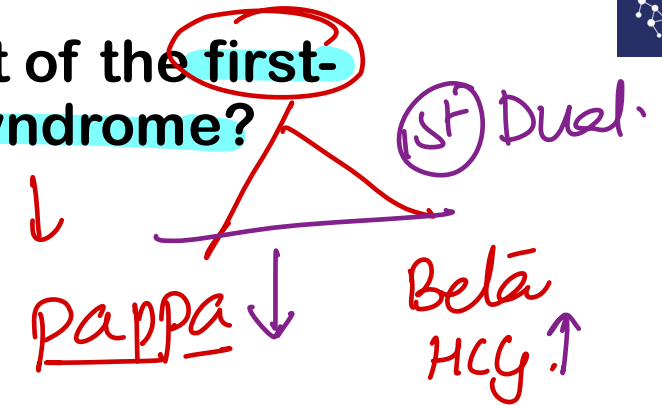 t of the first-
yndrome?
1st Dual.
pappa ↓
Beta
HCG. ↑